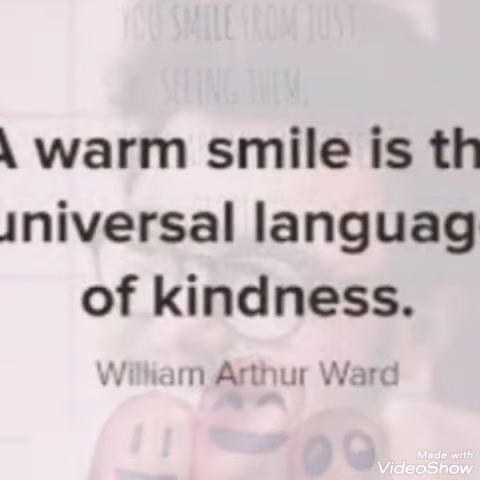 YOU SMILE FROM JUST
SEEING THEM.
A warm smile is th
universal languag
of kindness.
William Arthur Ward
Made with
VideoShow